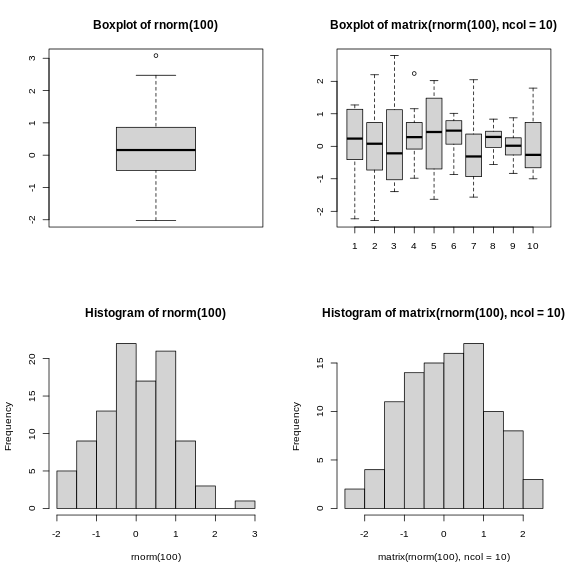 Boxplot of rnorm(100)
3
2
1
0
-1
-2
Boxplot of matrix(rnorm(100), ncol = 10)
2
1
0
-1
-2
1 2 3 4 5 6 7 8 9 10
Histogram of rnorm(100)
Frequency
20
15
10
5
0
-2 -1 0 1 2 3
rnorm(100)
Histogram of matrix(rnorm(100), ncol = 10)
Frequency
15
10
5
0
-2 -1 0 1 2
matrix(rnorm(100), ncol = 10)